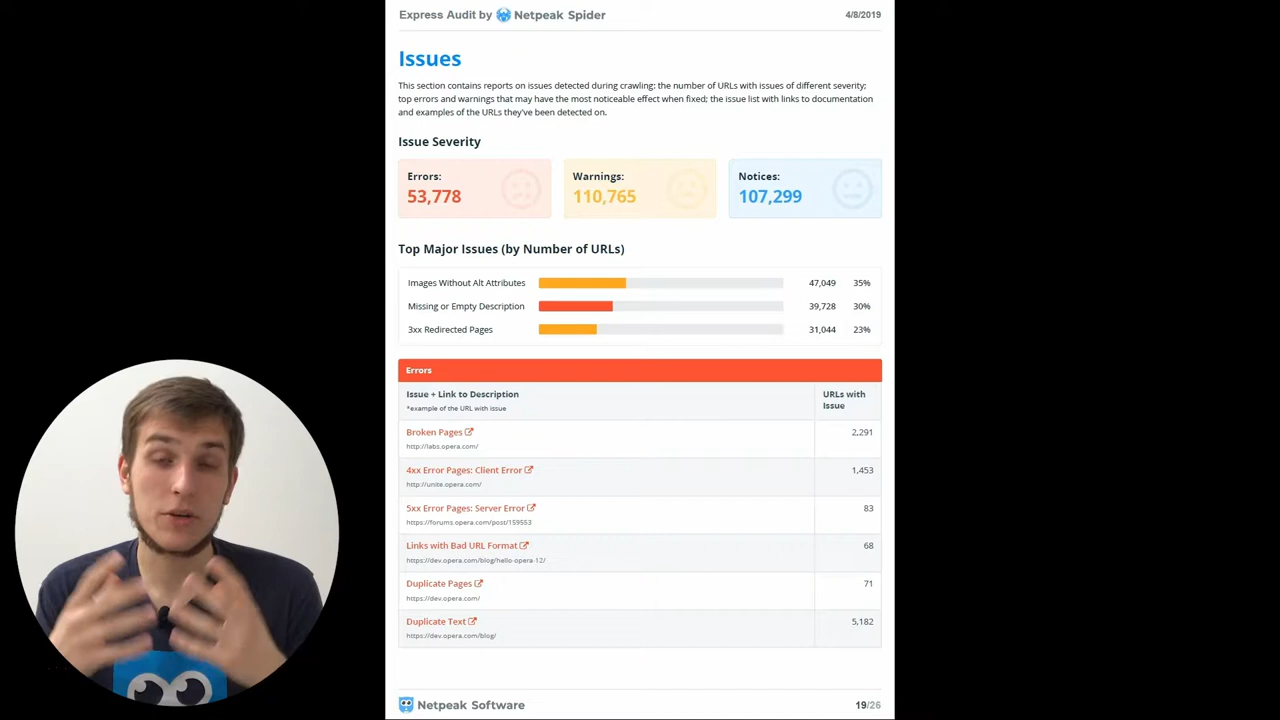 Express Audit by Netpeak Spider 4/8/2019
Issues
This section contains reports on issues detected during crawling: the number of URLs with issues of different severity;
top errors and warnings that may have the most noticeable effect when fixed; the issue list with links to documentation
and examples of the URLs they've been detected on.
Issue Severity
Errors: Warnings: Notices:
53,778 110,765 107,299
Top Major Issues (by Number of URLs)
Images Without Alt Attributes 47,049 35%
Missing or Empty Description 39,728 30%
3xx Redirected Pages 31,044 23%
Errors
Issue + Link to Description URLs with
*example of the URL with issue Issue
Broken Pages 2,291
http://labs.opera.com/
4xx Error Pages: Client Error 1,453
http://unite.opera.com/
5xx Error Pages: Server Error 83
https://forums.opera.com/post/159553
Links with Bad URL Format 68
https://dev.opera.com/blog/hello-opera-12/
Duplicate Pages 71
https://dev.opera.com/
Duplicate Text 5,182
https://dev.opera.com/blog/
Netpeak Software 19/26